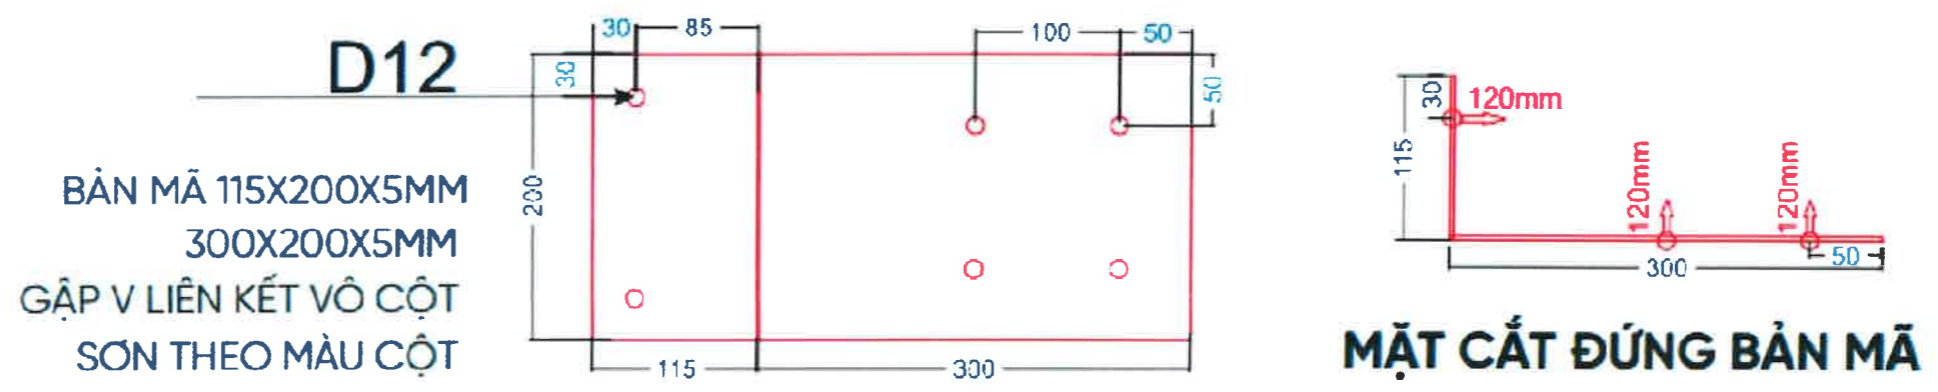 30 85 100 50
D12
30
50
200
BẢN MÃ 115X200X5MM
300X200X5MM
GẬP V LIÊN KẾT VÔ CỘT
SƠN THEO MÀU CỘT
115 300
30 120mm
115
120mm 120mm
50
300
MẶT CẮT ĐỨNG BẢN MÃ